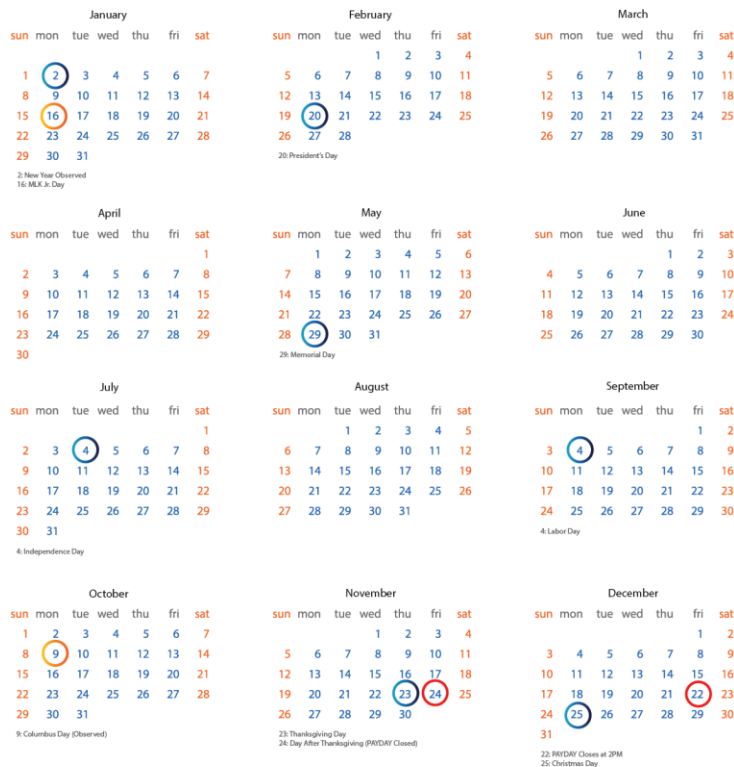 January
sun mon tue wed thu fri sat
1 2 3 4 5 6 7
8 9 10 11 12 13 14
15 16 17 18 19 20 21
22 23 24 25 26 27 28
29 30 31
2: New Year Observed
16: MLK Jr. Day
February
sun mon tue wed thu fri sat
1 2 3 4
5 6 7 8 9 10 11
12 13 14 15 16 17 18
19 20 21 22 23 24 25
26 27 28
20: President's Day
March
sun mon tue wed thu fri sat
1 2 3 4
5 6 7 8 9 10 11
12 13 14 15 16 17 18
19 20 21 22 23 24 25
26 27 28 29 30 31
April
sun mon tue wed thu fri sat
1
2 3 4 5 6 7 8
9 10 11 12 13 14 15
16 17 18 19 20 21 22
23 24 25 26 27 28 29
30
May
sun mon tue wed thu fri sat
1 2 3 4 5 6
7 8 9 10 11 12 13
14 15 16 17 18 19 20
21 22 23 24 25 26 27
28 29 30 31
29: Memorial Day
June
sun mon tue wed thu fri sat
1 2 3
4 5 6 7 8 9 10
11 12 13 14 15 16 17
18 19 20 21 22 23 24
25 26 27 28 29 30
July
sun mon tue wed thu fri sat
1
2 3 4 5 6 7 8
9 10 11 12 13 14 15
16 17 18 19 20 21 22
23 24 25 26 27 28 29
30 31
4: Independence Day
August
sun mon tue wed thu fri sat
1 2 3 4 5
6 7 8 9 10 11 12
13 14 15 16 17 18 19
20 21 22 23 24 25 26
27 28 29 30 31
September
sun mon tue wed thu fri sat
1 2
3 4 5 6 7 8 9
10 11 12 13 14 15 16
17 18 19 20 21 22 23
24 25 26 27 28 29 30
4: Labor Day
October
sun mon tue wed thu fri sat
1 2 3 4 5 6 7
8 9 10 11 12 13 14
15 16 17 18 19 20 21
22 23 24 25 26 27 28
29 30 31
9: Columbus Day (Observed)
November
sun mon tue wed thu fri sat
1 2 3 4
5 6 7 8 9 10 11
12 13 14 15 16 17 18
19 20 21 22 23 24 25
26 27 28 29 30
23: Thanksgiving Day
24: Day After Thanksgiving (PAYDAY Closed)
December
sun mon tue wed thu fri sat
1 2
3 4 5 6 7 8 9
10 11 12 13 14 15 16
17 18 19 20 21 22 23
24 25 26 27 28 29 30
31
22: PAYDAY Closes at 2PM
25: Christmas Day